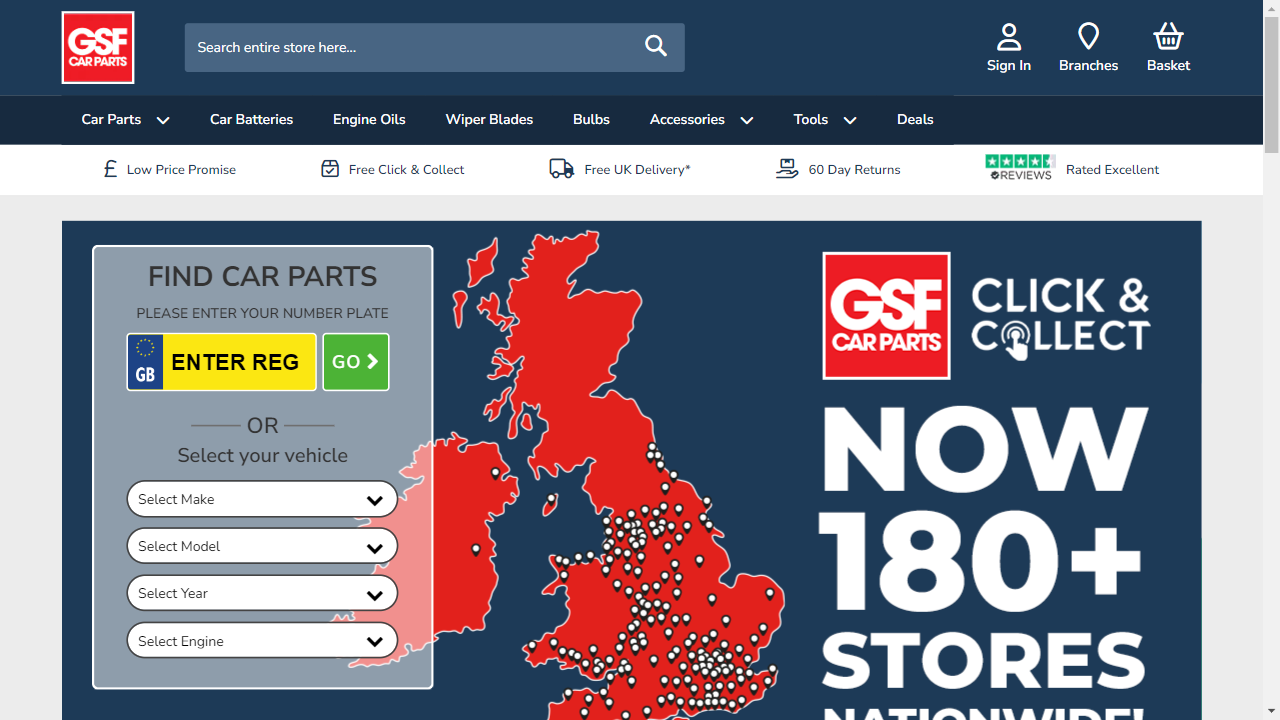 GSF
CAR PARTS
Search entire store here...
Sign In
Branches
Basket
Car Parts
Car Batteries
Engine Oils
Wiper Blades
Bulbs
Accessories
Tools
Deals
£ Low Price Promise
Free Click & Collect
Free UK Delivery*
60 Day Returns
REVIEWS
Rated Excellent
FIND CAR PARTS
PLEASE ENTER YOUR NUMBER PLATE
GB
ENTER REG
GO
OR
Select your vehicle
Select Make
Select Model
Select Year
Select Engine
GSF
CAR PARTS
CLICK &
COLLECT
NOW
180+
STORES
NATIONWIDE!